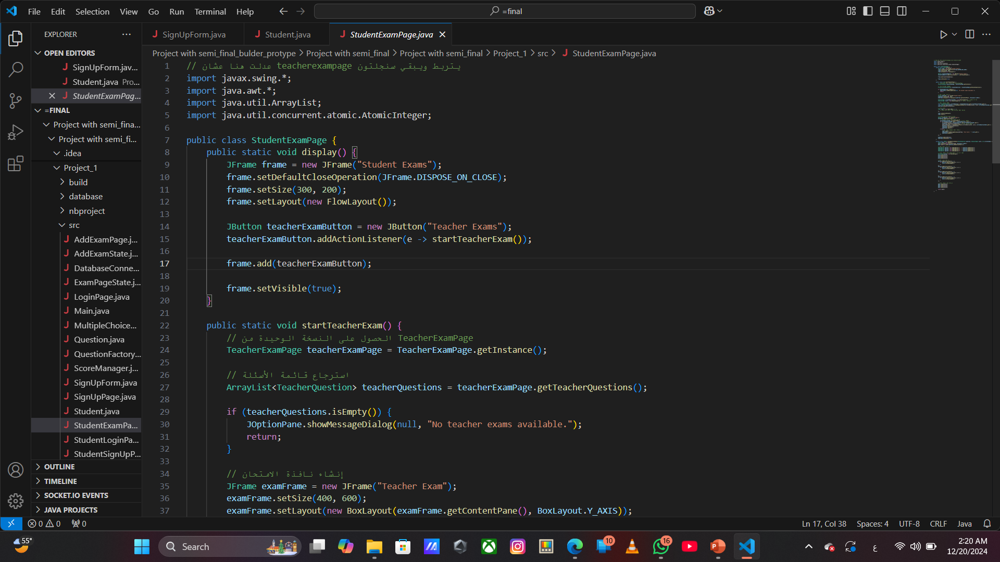 File Edit Selection View Go Run Terminal Help
=final
EXPLORER
OPEN EDITORS
SignUpForm.jav...
Student.java Pro...
StudentExamPag...
=FINAL
Project with semi_fina...
Project with semi_fi...
.idea
Project_1
build
database
nbproject
src
AddExamPage.j...
AddExamState.j...
DatabaseConne...
ExamPageState.j...
LoginPage.java
Main.java
MultipleChoice...
Question.java
QuestionFactory...
ScoreManager.j...
SignUpForm.java
SignUpPage.java
Student.java
StudentExamPa...
StudentLoginPa...
StudentSignUpP...
OUTLINE
TIMELINE
SOCKET.IO EVENTS
JAVA PROJECTS
SignUpForm.java Student.java StudentExamPage.java
Project with semi_final_bulder_protype > Project with semi_final > Project with semi_final > Project_1 > src > StudentExamPage.java
1 // عدلت هنا عشان teacherexampage يتربط ويبقي سنجلتون
2 import javax.swing.*;
3 import java.awt.*;
4 import java.util.ArrayList;
5 import java.util.concurrent.atomic.AtomicInteger;
6
7 public class StudentExamPage {
8 public static void display() {
9 JFrame frame = new JFrame("Student Exams");
10 frame.setDefaultCloseOperation(JFrame.DISPOSE_ON_CLOSE);
11 frame.setSize(300, 200);
12 frame.setLayout(new FlowLayout());
13
14 JButton teacherExamButton = new JButton("Teacher Exams");
15 teacherExamButton.addActionListener(e -> startTeacherExam());
16
17 frame.add(teacherExamButton);
18
19 frame.setVisible(true);
20 }
21
22 public static void startTeacherExam() {
23 // الحصول على النسخة الوحيدة من TeacherExamPage
24 TeacherExamPage teacherExamPage = TeacherExamPage.getInstance();
25
26 // استرجاع قائمة الأسئلة
27 ArrayList<TeacherQuestion> teacherQuestions = teacherExamPage.getTeacherQuestions();
28
29 if (teacherQuestions.isEmpty()) {
30 JOptionPane.showMessageDialog(null, "No teacher exams available.");
31 return;
32 }
33
34 // إنشاء نافذة الامتحان
35 JFrame examFrame = new JFrame("Teacher Exam");
36 examFrame.setSize(400, 600);
37 examFrame.setLayout(new BoxLayout(examFrame.getContentPane(), BoxLayout.Y_AXIS));
0 0 0
Ln 17, Col 38 Spaces: 4 UTF-8 CRLF Java
55°
Search
10
16
ع
2:20 AM
12/20/2024